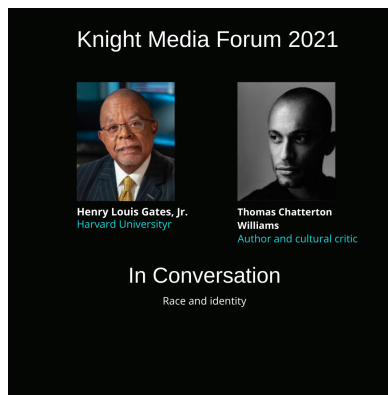 Knight Media Forum 2021
Henry Louis Gates, Jr.
Harvard Universityr
Thomas Chatterton
Williams
Author and cultural critic
In Conversation
Race and identity